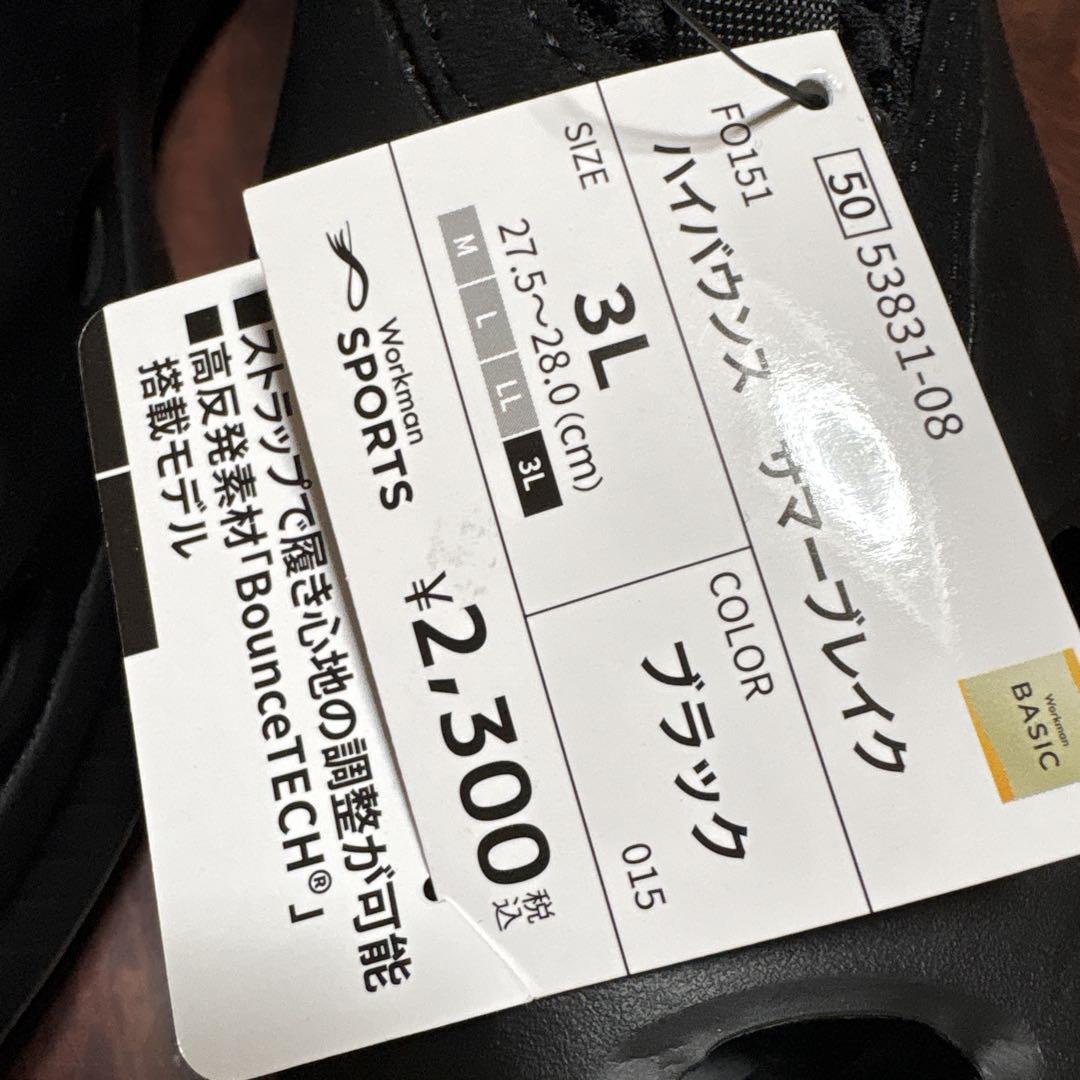 50 53831-08
FO151
ハイバウンス サマーブレイク
Workman
BASIC
SIZE
3L
27.5～28.0(cm)
M L LL 3L
COLOR
ブラック
015
Workman
SPORTS
¥2,300 税込
■ストラップで履き心地の調整が可能
■高反発素材「BounceTECH®」
搭載モデル